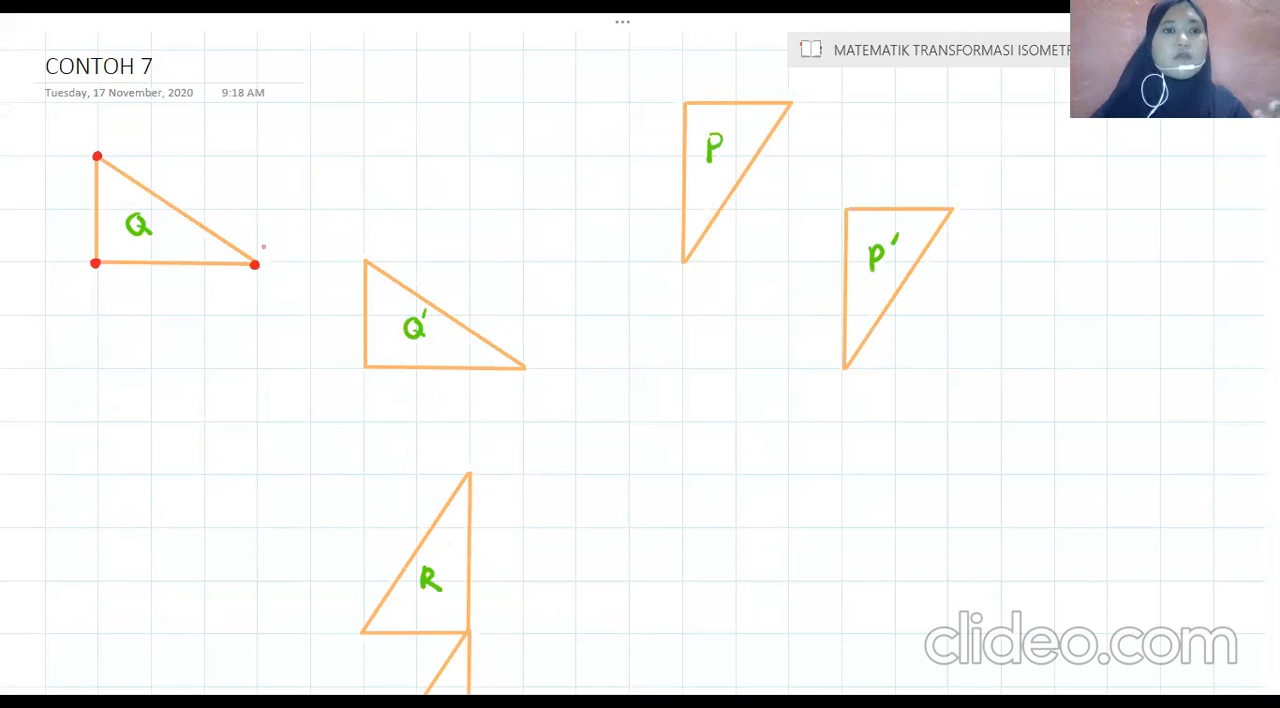 CONTOH 7
Tuesday, 17 November, 2020 9:18 AM
MATEMATIK TRANSFORMASI ISOMETR
P
Q
P'
Q'
R
clideo.com